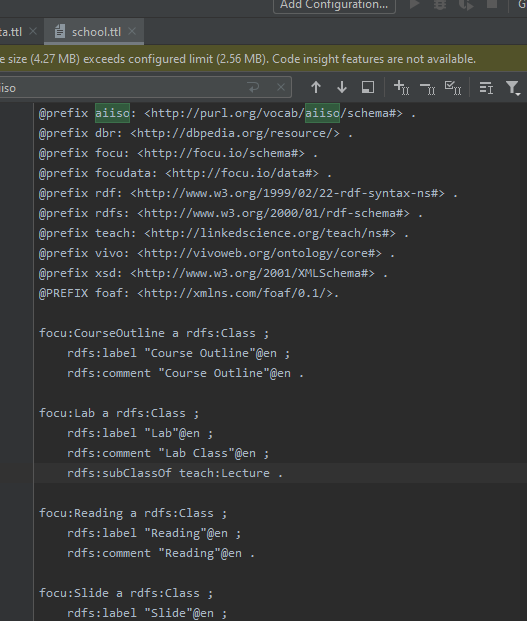 Add Configuration...
G
ta.ttl
school.ttl
e size (4.27 MB) exceeds configured limit (2.56 MB). Code insight features are not available.
iiso
@prefix aiiso: <http://purl.org/vocab/aiiso/schema#> .
@prefix dbr: <http://dbpedia.org/resource/> .
@prefix focu: <http://focu.io/schema#> .
@prefix focudata: <http://focu.io/data#> .
@prefix rdf: <http://www.w3.org/1999/02/22-rdf-syntax-ns#> .
@prefix rdfs: <http://www.w3.org/2000/01/rdf-schema#> .
@prefix teach: <http://linkedscience.org/teach/ns#> .
@prefix vivo: <http://vivoweb.org/ontology/core#> .
@prefix xsd: <http://www.w3.org/2001/XMLSchema#> .
@PREFIX foaf: <http://xmlns.com/foaf/0.1/>.
focu:CourseOutline a rdfs:Class ;
rdfs:label "Course Outline"@en ;
rdfs:comment "Course Outline"@en .
focu:Lab a rdfs:Class ;
rdfs:label "Lab"@en ;
rdfs:comment "Lab Class"@en ;
rdfs:subClassOf teach:Lecture .
focu:Reading a rdfs:Class ;
rdfs:label "Reading"@en ;
rdfs:comment "Reading"@en .
focu:Slide a rdfs:Class ;
rdfs:label "Slide"@en ;